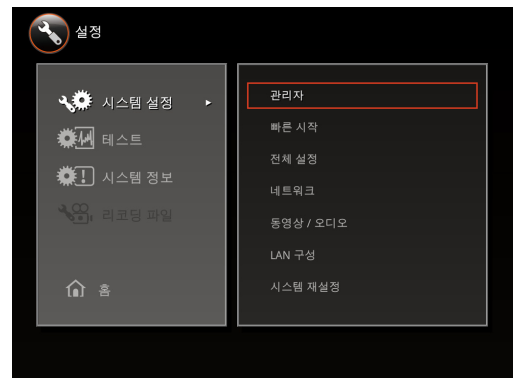 설정
시스템 설정
테스트
시스템 정보
리코딩 파일
홈
관리자
빠른 시작
전체 설정
네트워크
동영상 / 오디오
LAN 구성
시스템 재설정